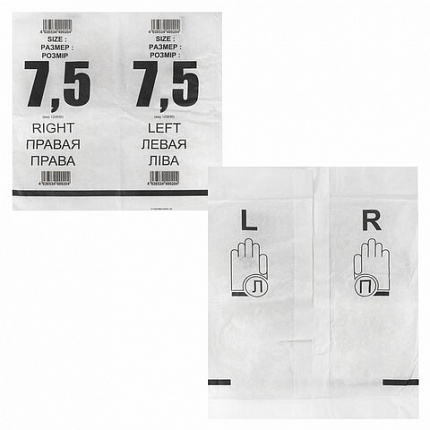 SIZE :
РАЗМЕР :
РОЗМІР
7,5
RIGHT
ПРАВАЯ
ПРАВА
SIZE :
РАЗМЕР :
РОЗМІР
7,5
LEFT
ЛЕВАЯ
ЛІВА
L
R
Л
П